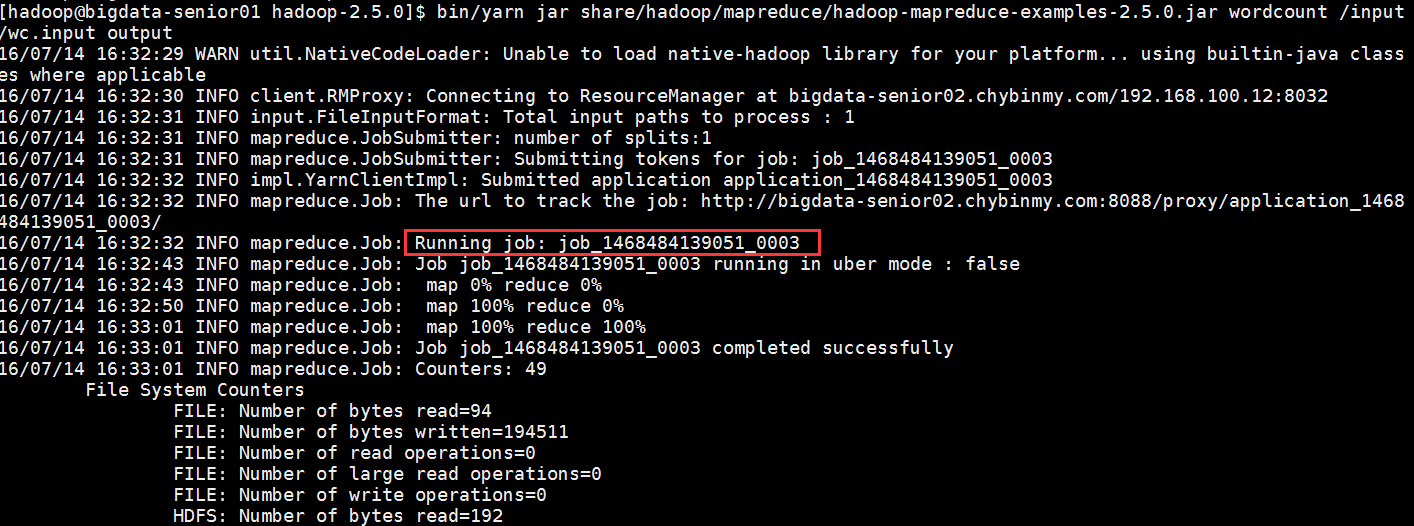 [hadoop@bigdata-senior01 hadoop-2.5.0]$ bin/yarn jar share/hadoop/mapreduce/hadoop-mapreduce-examples-2.5.0.jar wordcount /input
/wc.input output
16/07/14 16:32:29 WARN util.NativeCodeLoader: Unable to load native-hadoop library for your platform... using builtin-java class
es where applicable
16/07/14 16:32:30 INFO client.RMProxy: Connecting to ResourceManager at bigdata-senior02.chybinmy.com/192.168.100.12:8032
16/07/14 16:32:31 INFO input.FileInputFormat: Total input paths to process : 1
16/07/14 16:32:31 INFO mapreduce.JobSubmitter: number of splits:1
16/07/14 16:32:31 INFO mapreduce.JobSubmitter: Submitting tokens for job: job_1468484139051_0003
16/07/14 16:32:32 INFO impl.YarnClientImpl: Submitted application application_1468484139051_0003
16/07/14 16:32:32 INFO mapreduce.Job: The url to track the job: http://bigdata-senior02.chybinmy.com:8088/proxy/application_1468
484139051_0003/
16/07/14 16:32:32 INFO mapreduce.Job: Running job: job_1468484139051_0003
16/07/14 16:32:43 INFO mapreduce.Job: Job job_1468484139051_0003 running in uber mode : false
16/07/14 16:32:43 INFO mapreduce.Job:  map 0% reduce 0%
16/07/14 16:32:50 INFO mapreduce.Job:  map 100% reduce 0%
16/07/14 16:33:01 INFO mapreduce.Job:  map 100% reduce 100%
16/07/14 16:33:01 INFO mapreduce.Job: Job job_1468484139051_0003 completed successfully
16/07/14 16:33:01 INFO mapreduce.Job: Counters: 49
File System Counters
FILE: Number of bytes read=94
FILE: Number of bytes written=194511
FILE: Number of read operations=0
FILE: Number of large read operations=0
FILE: Number of write operations=0
HDFS: Number of bytes read=192